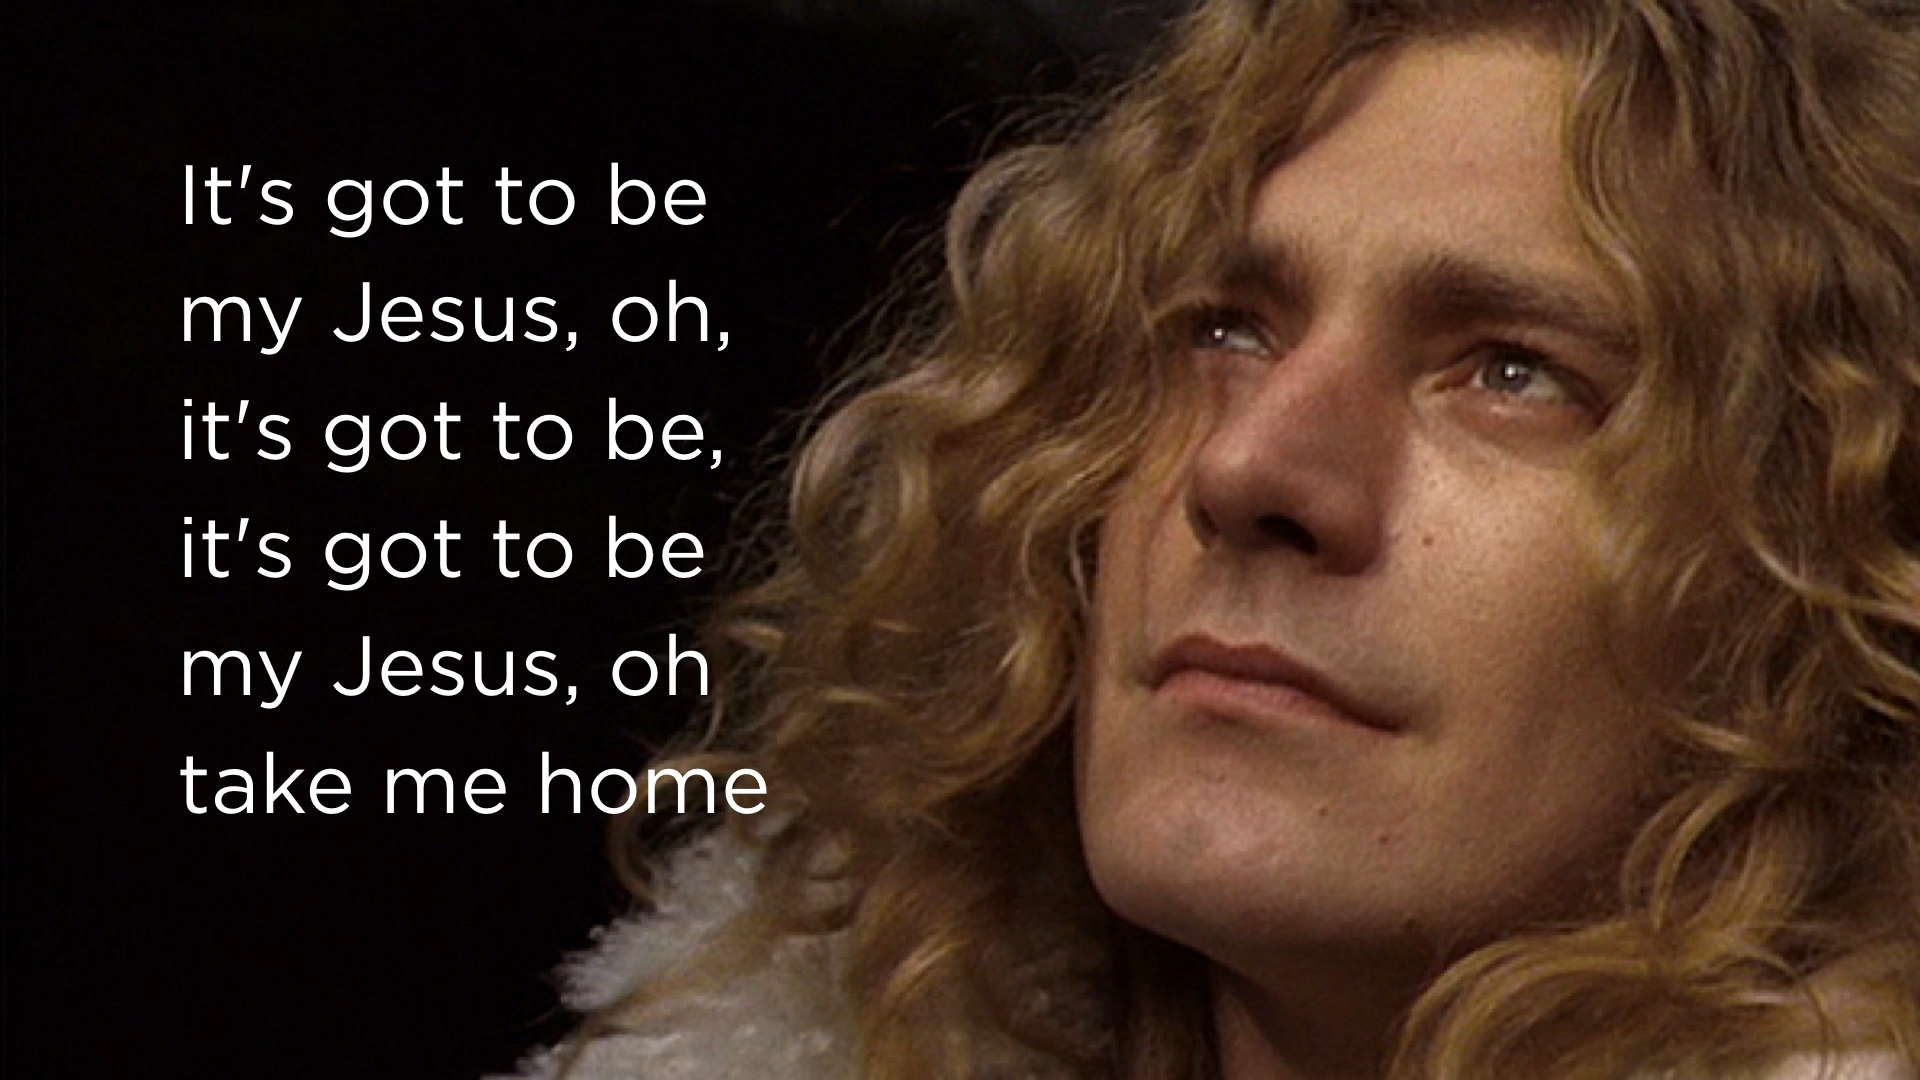 It's got to be
my Jesus, oh,
it's got to be,
it's got to be
my Jesus, oh
take me home